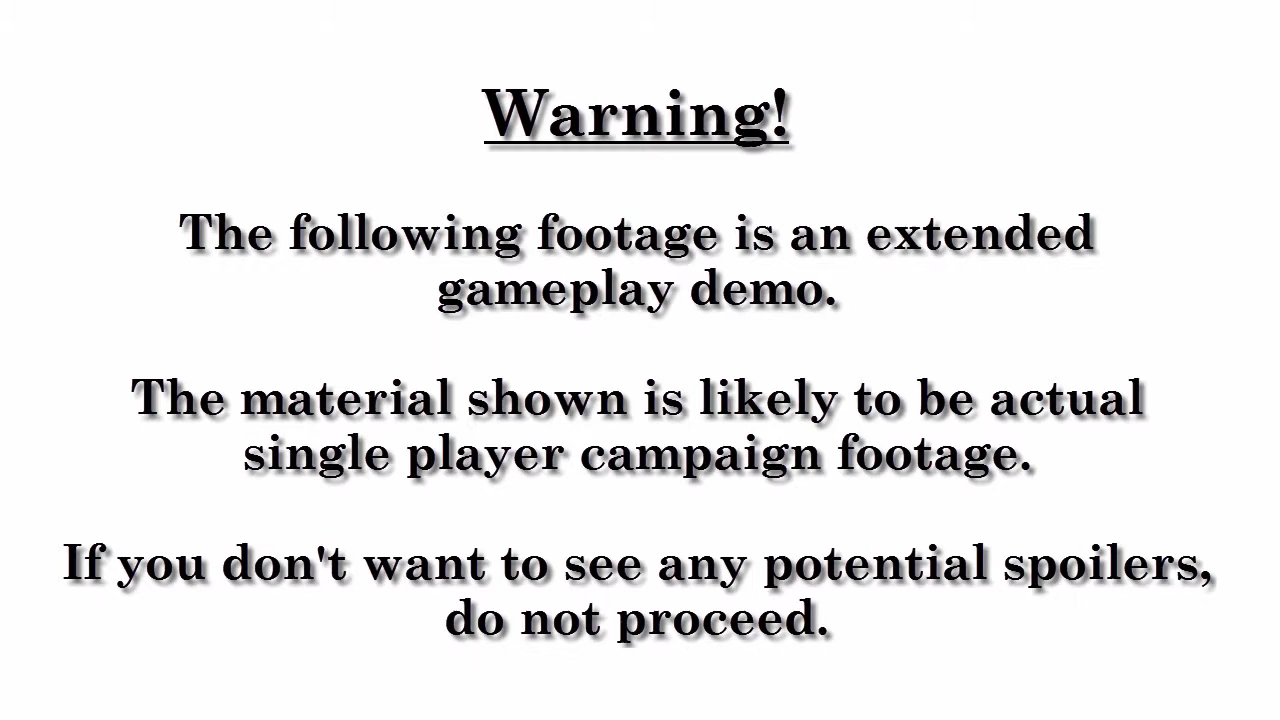 Warning!
The following footage is an extended
gameplay demo.
The material shown is likely to be actual
single player campaign footage.
If you don't want to see any potential spoilers,
do not proceed.